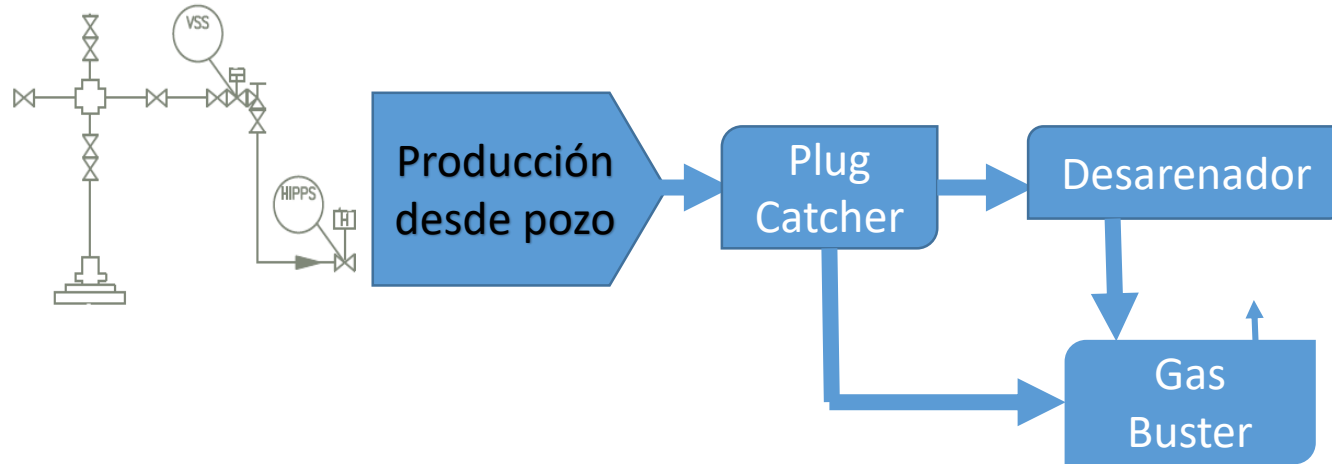 VSS
HIPPS
H
Producción
desde pozo
Plug
Catcher
Desarenador
Gas
Buster